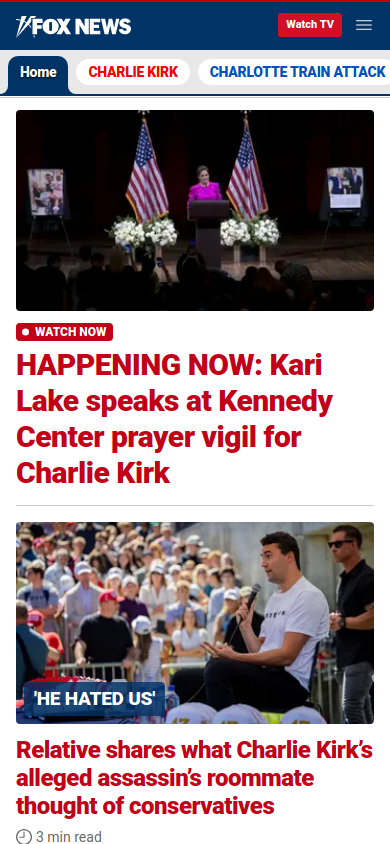 FOX NEWS
Watch TV
Home
CHARLIE KIRK
CHARLOTTE TRAIN ATTACK
WATCH NOW
HAPPENING NOW: Kari
Lake speaks at Kennedy
Center prayer vigil for
Charlie Kirk
'HE HATED US'
Relative shares what Charlie Kirk’s
alleged assassin’s roommate
thought of conservatives
3 min read